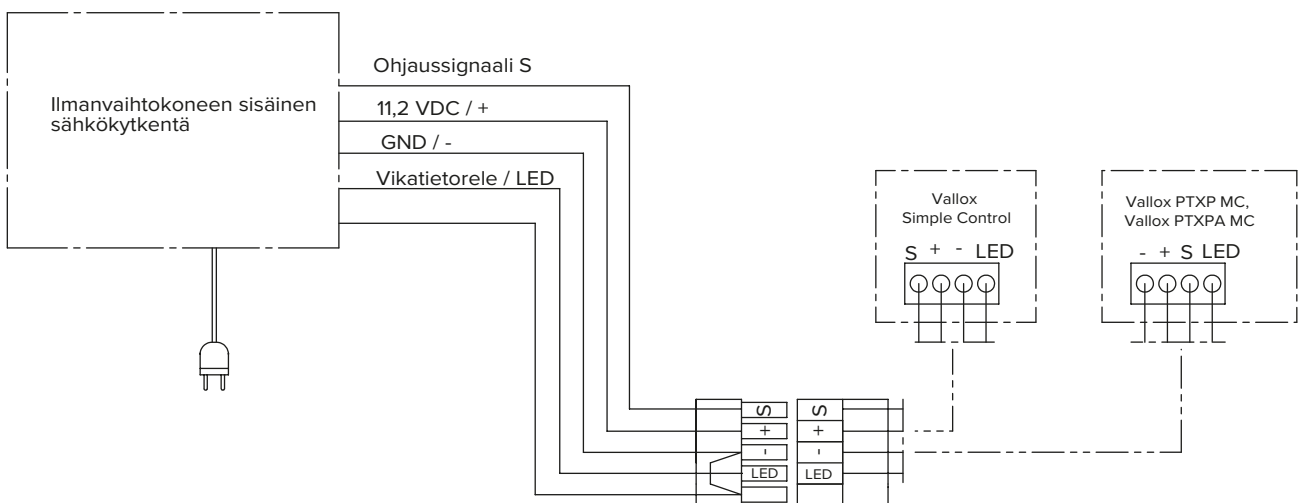 Ohjaussignaali S
Ilmanvaihtokoneen sisäinen
sähkökytkentä
11,2 VDC / +
GND / -
Vikatietorele / LED
Vallox
Simple Control
S + - LED
Vallox PTXP MC,
Vallox PTXPA MC
- + S LED
S S
+ +
- -
LED LED